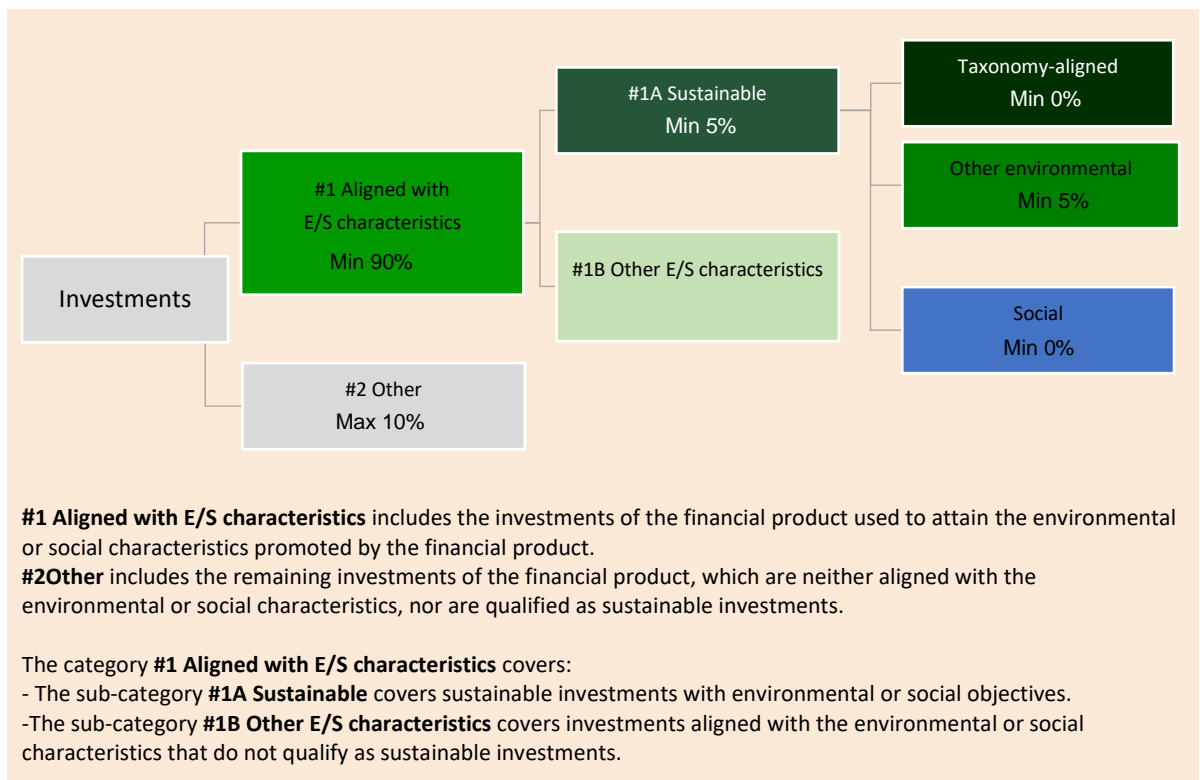 Investments
#1 Aligned with
E/S characteristics
Min 90%
#2 Other
Max 10%
#1A Sustainable
Min 5%
#1B Other E/S characteristics
Taxonomy-aligned
Min 0%
Other environmental
Min 5%
Social
Min 0%
#1 Aligned with E/S characteristics includes the investments of the financial product used to attain the environmental
or social characteristics promoted by the financial product.
#2Other includes the remaining investments of the financial product, which are neither aligned with the
environmental or social characteristics, nor are qualified as sustainable investments.
The category #1 Aligned with E/S characteristics covers:
- The sub-category #1A Sustainable covers sustainable investments with environmental or social objectives.
-The sub-category #1B Other E/S characteristics covers investments aligned with the environmental or social
characteristics that do not qualify as sustainable investments.